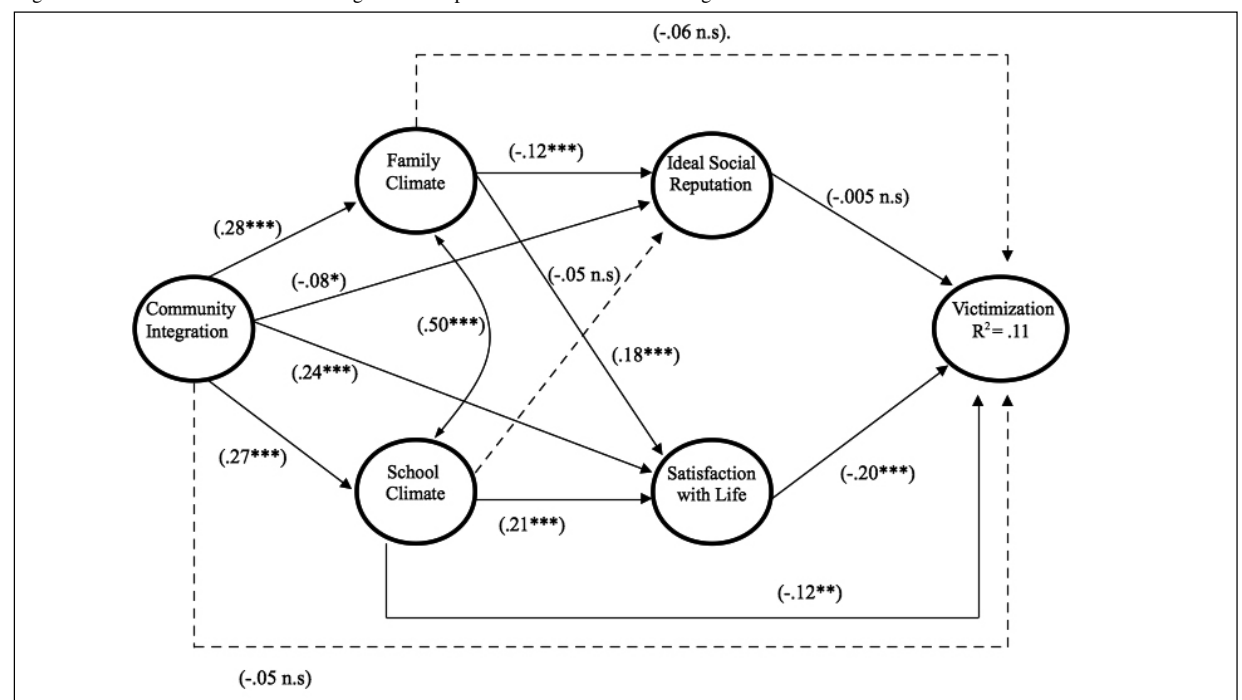 (-.06 n.s).
Family
Climate
(-.12***)
Ideal Social
Reputation
(-.005 n.s)
(.28***)
(-.08*)
(-.05 n.s)
Community
Integration
Victimization
R²= .11
(.50***)
(.18***)
(.24***)
(.27***)
School
Climate
Satisfaction
with Life
(-.20***)
(.21***)
(-.12**)
(-.05 n.s)